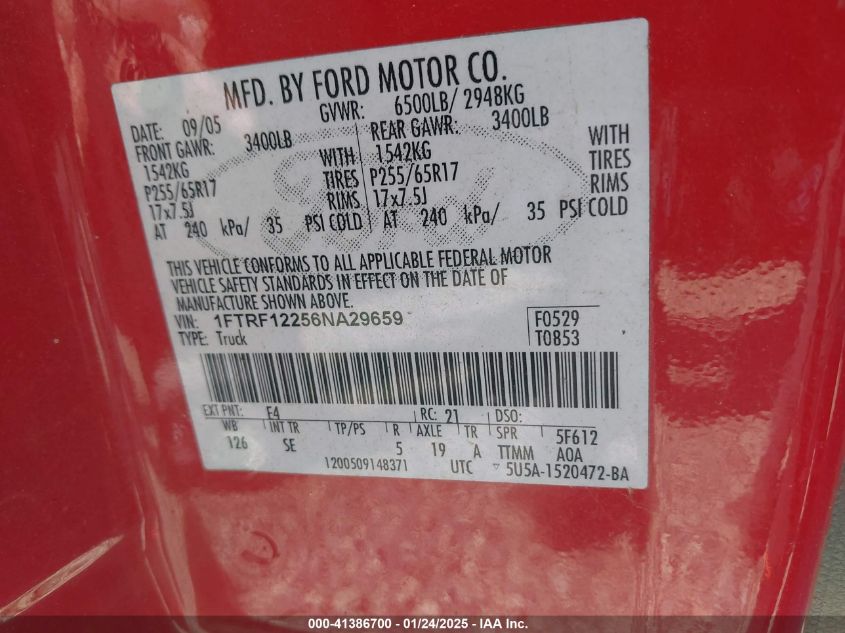 MFD. BY FORD MOTOR CO.
DATE: 09/05 GVWR: 6500LB/ 2948KG
FRONT GAWR: 3400LB REAR GAWR: 3400LB
1542KG WITH 1542KG WITH
P255/65R17 TIRES P255/65R17 TIRES
17x7.5J RIMS 17x7.5J RIMS
AT 240 kPa/ 35 PSI COLD AT 240 kPa/ 35 PSI COLD
THIS VEHICLE CONFORMS TO ALL APPLICABLE FEDERAL MOTOR
VEHICLE SAFETY STANDARDS IN EFFECT ON THE DATE OF
MANUFACTURE SHOWN ABOVE.
VIN: 1FTRF12256NA29659 F0529
TYPE: Truck T0853
EXT PNT: E4 RC: 21 DSO:
WB INT TR TP/PS R AXLE TR SPR 5F612
126 SE 5 19 A TTMM A0A
1200509148371 UTC 5U5A-1520472-BA
000-41386700 - 01/24/2025 - IAA, Inc.